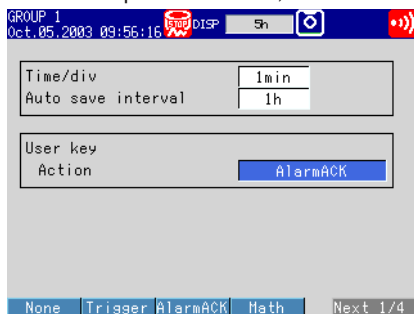 GROUP 1
Oct.05.2003 09:56:16 STOP DISP 5h
Time/div 1min
Auto save interval 1h
User key
Action AlarmACK
None Trigger AlarmACK Math Next 1/4